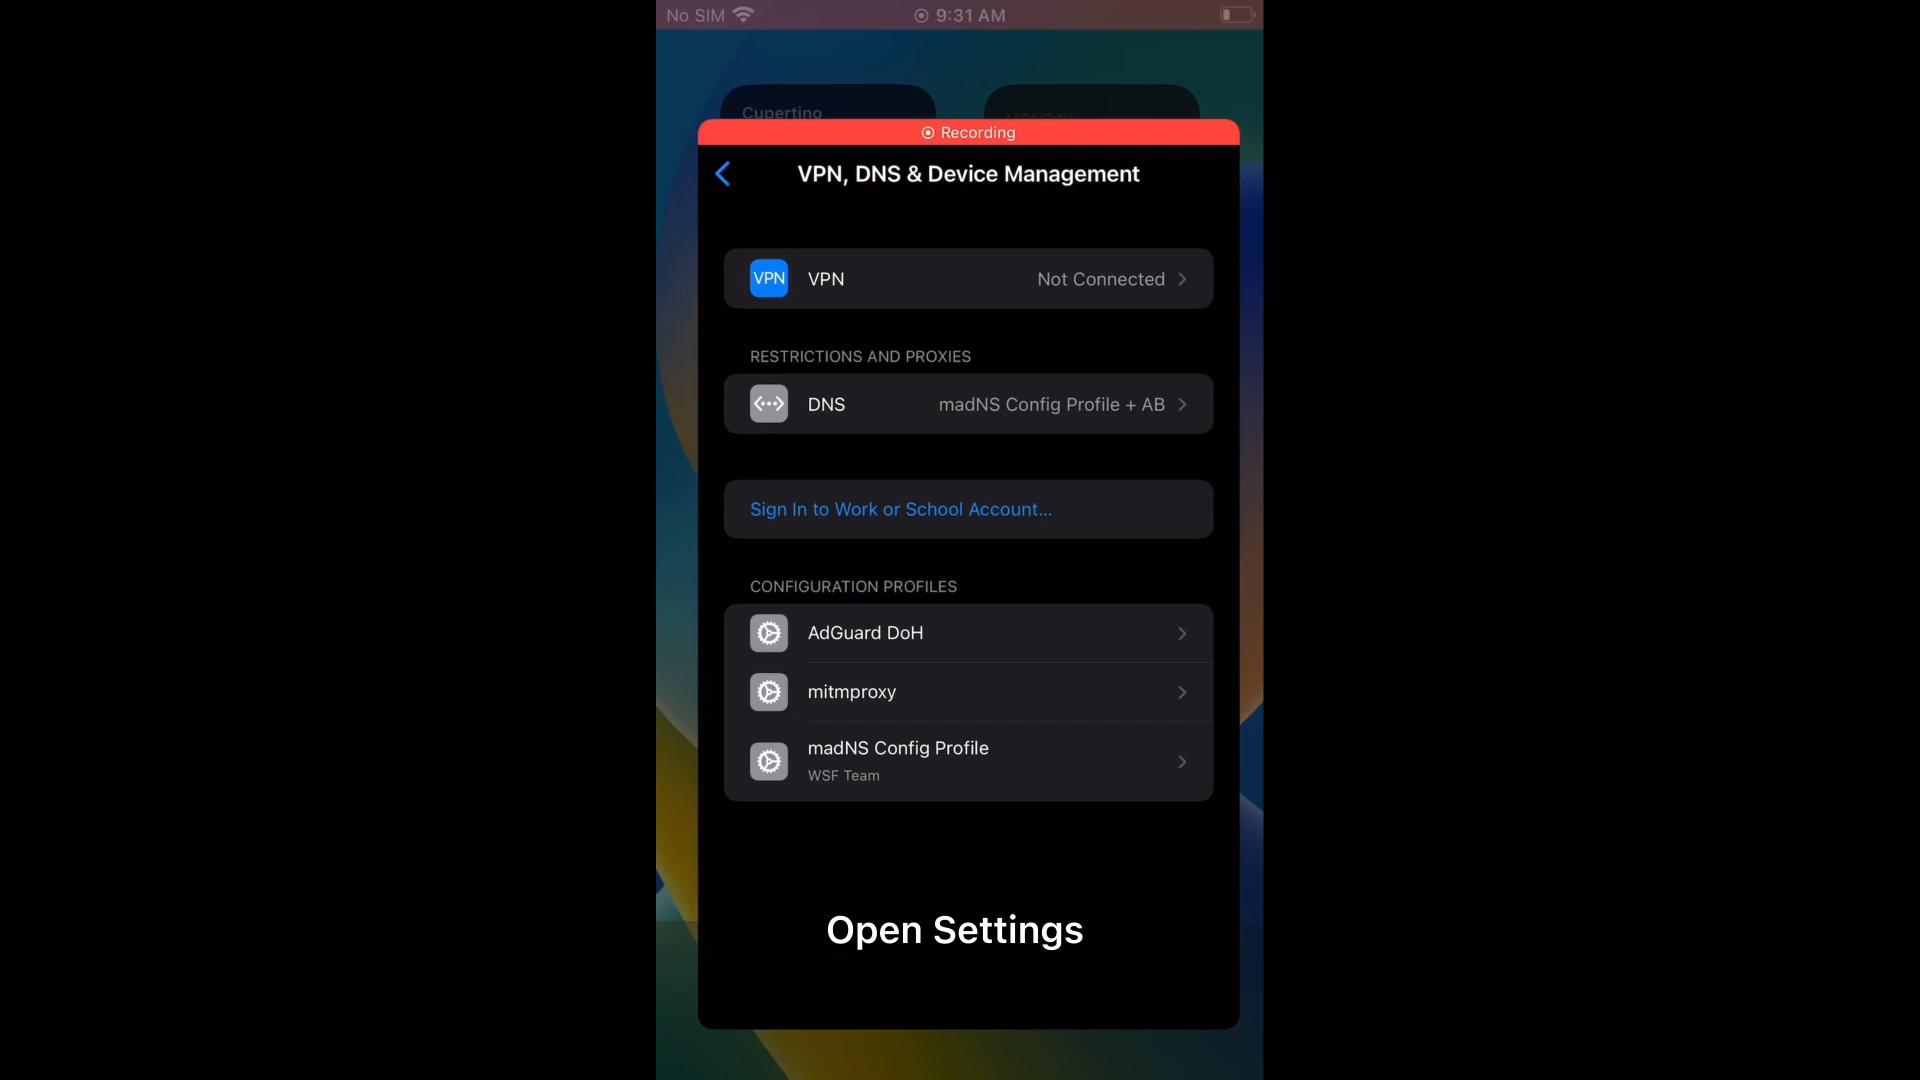 No SIM 9:31 AM
Cupertino
Recording
VPN, DNS & Device Management
VPN VPN Not Connected
RESTRICTIONS AND PROXIES
DNS madNS Config Profile + AB
Sign In to Work or School Account...
CONFIGURATION PROFILES
AdGuard DoH
mitmproxy
madNS Config Profile
WSF Team
Open Settings